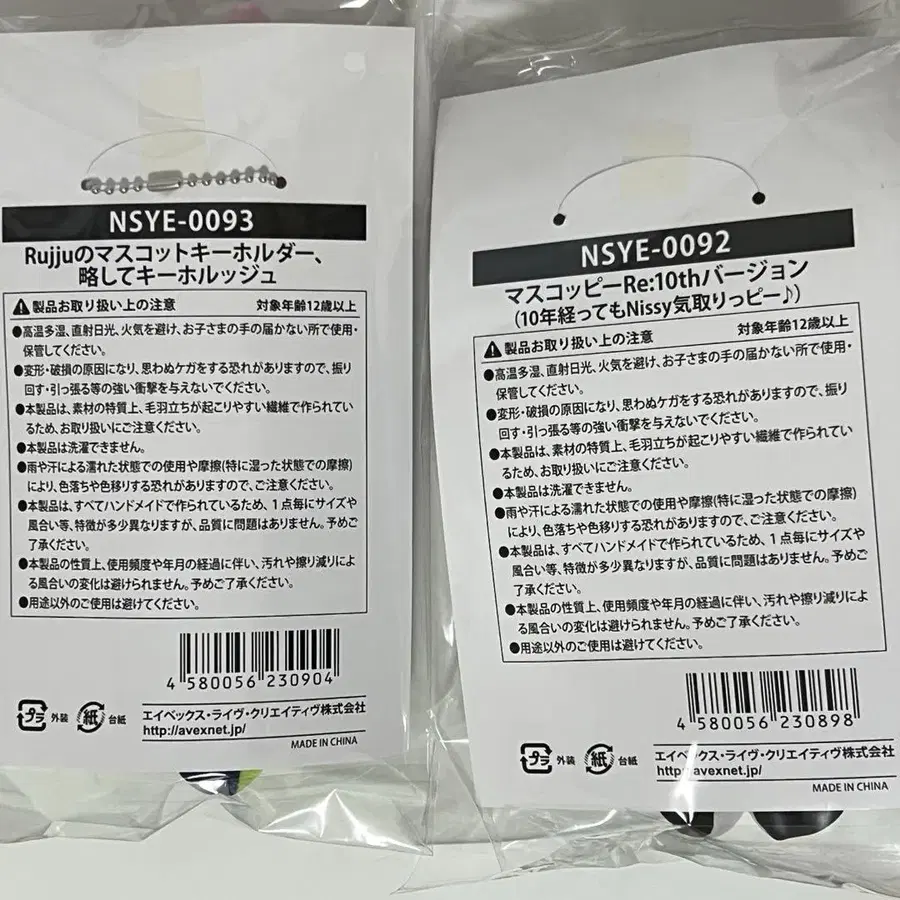 NSYE-0093
Rujjuのマスコットキーホルダー、
略してキーホルッジュ
製品お取り扱い上の注意 対象年齢12歳以上
●高温多湿、直射日光、火気を避け、お子さまの手の届かない所で使用・
保管してください。
●変形・破損の原因になり、思わぬケガをする恐れがありますので、振り
回す・引っ張る等の強い衝撃を与えないでください。
●本製品は、素材の特質上、毛羽立ちが起こりやすい繊維で作られてい
るため、お取り扱いにご注意ください。
●本製品は洗濯できません。
●雨や汗による濡れた状態での使用や摩擦(特に湿った状態での摩擦)
により、色落ちや色移りする恐れがありますので、ご注意ください。
●本製品は、すべてハンドメイドで作られているため、1点毎にサイズや
風合い等、特徴が多少異なりますが、品質に問題はありません。予めご
了承ください。
●本製品の性質上、使用頻度や年月の経過に伴い、汚れや擦り減りによ
る風合いの変化は避けられません。予めご了承ください。
●用途以外のご使用は避けてください。
4 580056 230904
プラ 外装 紙 台紙
エイベックス・ライヴ・クリエイティヴ株式会社
http://avexnet.jp/
MADE IN CHINA
NSYE-0092
マスコッピーRe:10thバージョン
(10年経ってもNissy気取りっピー♪)
製品お取り扱い上の注意 対象年齢12歳以上
●高温多湿、直射日光、火気を避け、お子さまの手の届かない所で使用・
保管してください。
●変形・破損の原因になり、思わぬケガをする恐れがありますので、振り
回す・引っ張る等の強い衝撃を与えないでください。
●本製品は、素材の特質上、毛羽立ちが起こりやすい繊維で作られてい
るため、お取り扱いにご注意ください。
●本製品は洗濯できません。
●雨や汗による濡れた状態での使用や摩擦(特に湿った状態での摩擦)
により、色落ちや色移りする恐れがありますので、ご注意ください。
●本製品は、すべてハンドメイドで作られているため、1点毎にサイズや
風合い等、特徴が多少異なりますが、品質に問題はありません。予めご
了承ください。
●本製品の性質上、使用頻度や年月の経過に伴い、汚れや擦り減りによ
る風合いの変化は避けられません。予めご了承ください。
●用途以外のご使用は避けてください。
4 580056 230898
プラ 外装 紙 台紙
エイベックス・ライヴ・クリエイティヴ株式会社
http://avexnet.jp/
MADE IN CHINA